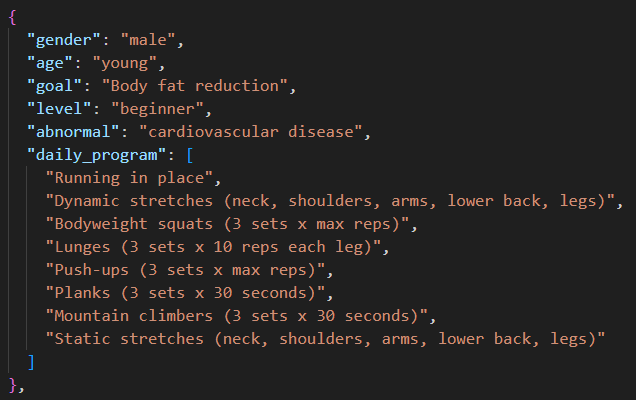 {
"gender": "male",
"age": "young",
"goal": "Body fat reduction",
"level": "beginner",
"abnormal": "cardiovascular disease",
"daily_program": [
"Running in place",
"Dynamic stretches (neck, shoulders, arms, lower back, legs)",
"Bodyweight squats (3 sets x max reps)",
"Lunges (3 sets x 10 reps each leg)",
"Push-ups (3 sets x max reps)",
"Planks (3 sets x 30 seconds)",
"Mountain climbers (3 sets x 30 seconds)",
"Static stretches (neck, shoulders, arms, lower back, legs)"
]
},